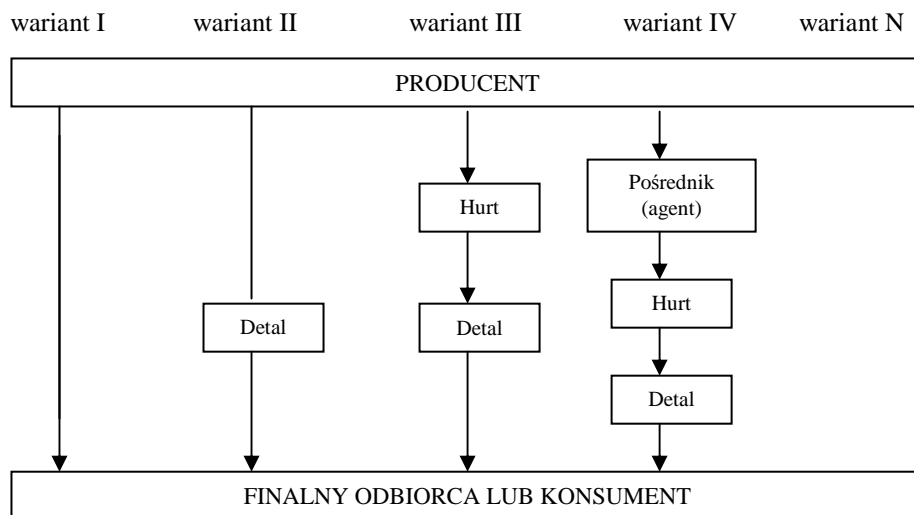 wariant I wariant II wariant III wariant IV wariant N
PRODUCENT
Pośrednik
(agent)
Hurt
Hurt
Detal
Detal
Detal
FINALNY ODBIORCA LUB KONSUMENT